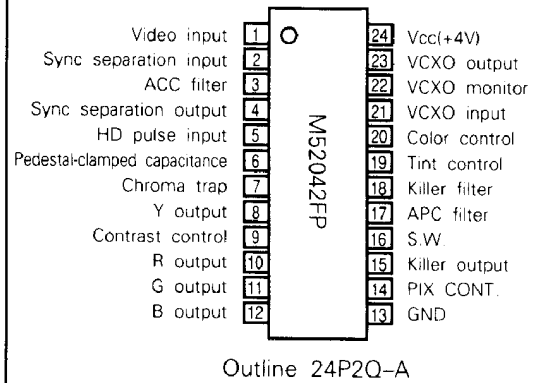 Video input 1
Sync separation input 2
ACC filter 3
Sync separation output 4
HD pulse input 5
Pedestal-clamped capacitance 6
Chroma trap 7
Y output 8
Contrast control 9
R output 10
G output 11
B output 12
M52042FP
24 Vcc(+4V)
23 VCXO output
22 VCXO monitor
21 VCXO input
20 Color control
19 Tint control
18 Killer filter
17 APC filter
16 S.W.
15 Killer output
14 PIX CONT.
13 GND
Outline 24P2Q-A